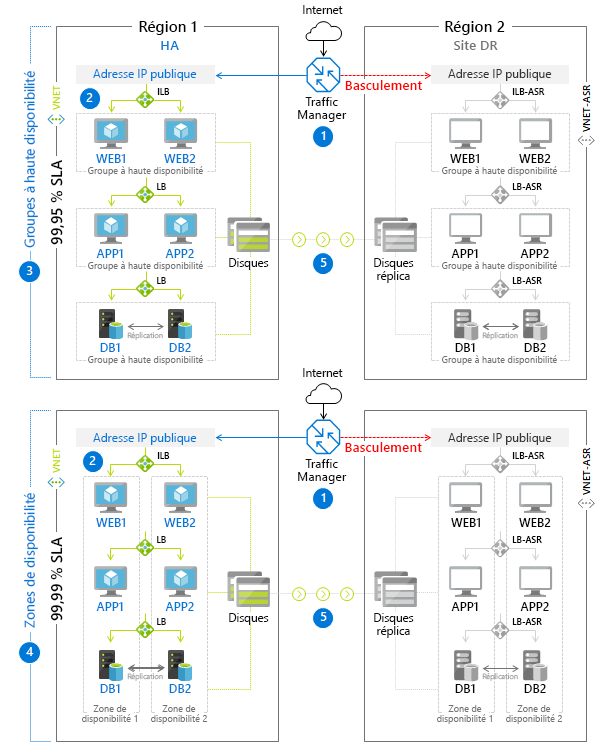 Internet
Région 1
HA
Région 2
Site DR
Adresse IP publique
Adresse IP publique
Basculement
Traffic
Manager
1
2
ILB
ILB-ASR
VNET
VNET-ASR
WEB1
WEB2
WEB1
WEB2
Groupe à haute disponibilité
Groupe à haute disponibilité
LB
LB-ASR
Groupes à haute disponibilité
99,95 % SLA
3
APP1
APP2
Disques
5
Disques
réplica
APP1
APP2
Groupe à haute disponibilité
Groupe à haute disponibilité
LB
LB-ASR
Réplication
Réplication
DB1
DB2
DB1
DB2
Groupe à haute disponibilité
Groupe à haute disponibilité
Internet
Adresse IP publique
Adresse IP publique
Basculement
Traffic
Manager
1
2
ILB
ILB-ASR
VNET
VNET-ASR
WEB1
WEB2
WEB1
WEB2
LB
LB-ASR
Zones de disponibilité
99,99 % SLA
4
APP1
APP2
Disques
5
Disques
réplica
APP1
APP2
LB
LB-ASR
Réplication
Réplication
DB1
DB2
DB1
DB2
Zone de
disponibilité 1
Zone de
disponibilité 2
Zone de
disponibilité 1
Zone de
disponibilité 2